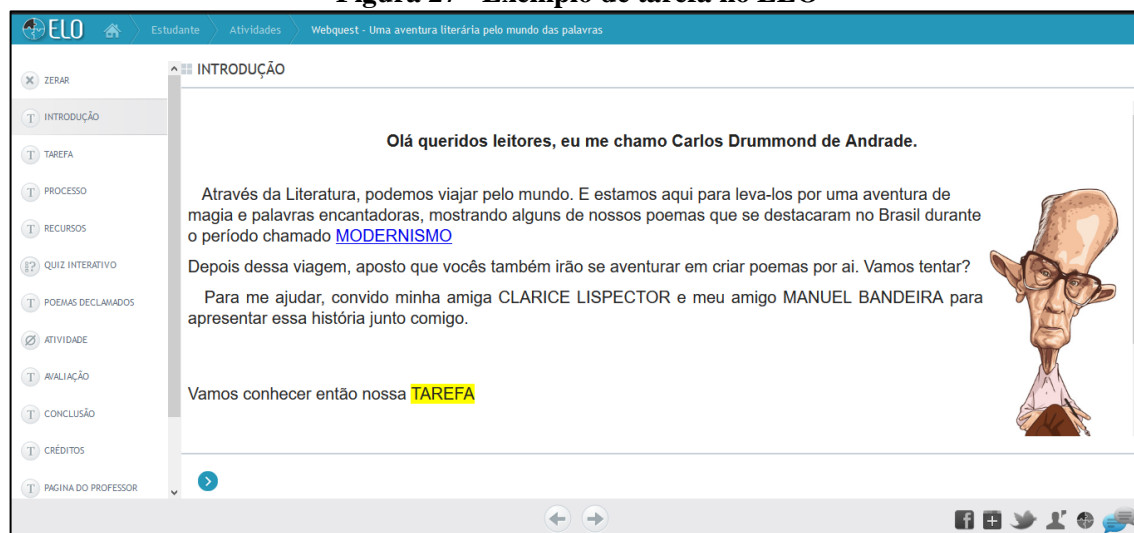 Figura 27 - Exemplo de tarefa no ELO
ELO
Estudante
Atividades
Webquest - Uma aventura literária pelo mundo das palavras
ZERAR
INTRODUÇÃO
TAREFA
PROCESSO
RECURSOS
QUIZ INTERATIVO
POEMAS DECLAMADOS
ATIVIDADE
AVALIAÇÃO
CONCLUSÃO
CRÉDITOS
PAGINA DO PROFESSOR
INTRODUÇÃO
Olá queridos leitores, eu me chamo Carlos Drummond de Andrade.
Através da Literatura, podemos viajar pelo mundo. E estamos aqui para leva-los por uma aventura de
magia e palavras encantadoras, mostrando alguns de nossos poemas que se destacaram no Brasil durante
o período chamado MODERNISMO
Depois dessa viagem, aposto que vocês também irão se aventurar em criar poemas por ai. Vamos tentar?
Para me ajudar, convido minha amiga CLARICE LISPECTOR e meu amigo MANUEL BANDEIRA para
apresentar essa história junto comigo.
Vamos conhecer então nossa TAREFA